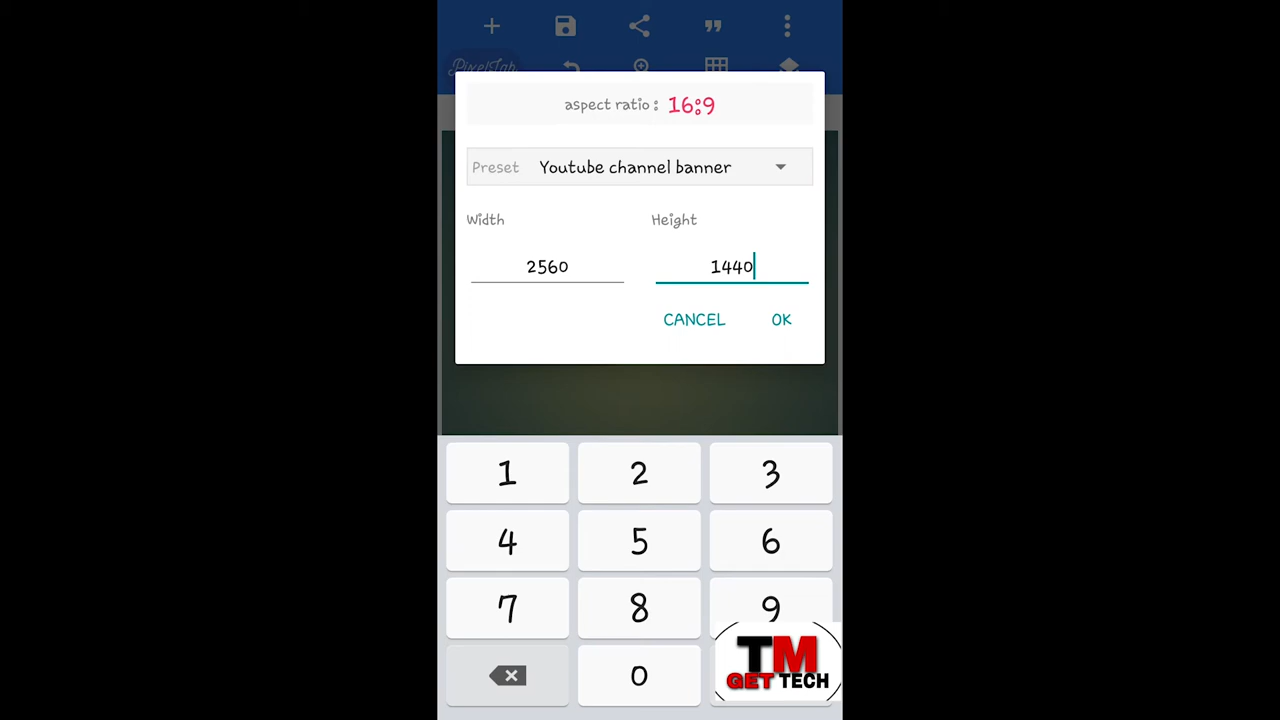 PixelLab
aspect ratio : 16:9
Preset Youtube channel banner
Width Height
2560 1440
CANCEL OK
1 2 3
4 5 6
7 8 9
0
TM
GET TECH